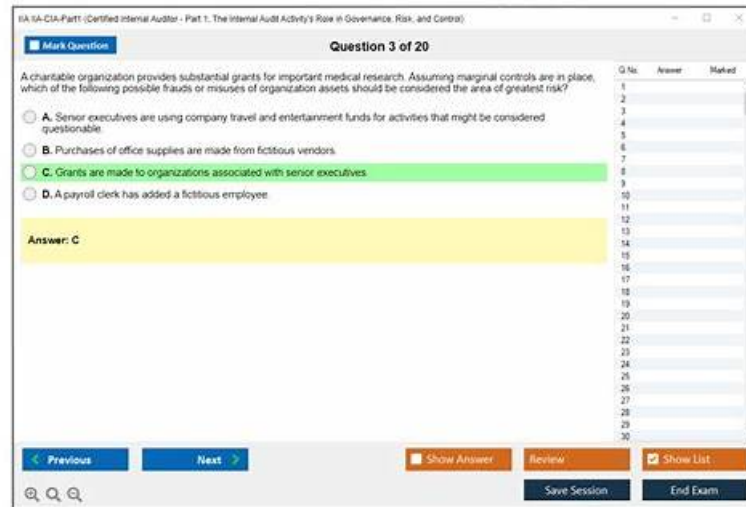 IIA IIA-CIA-Part1 (Certified Internal Auditor - Part 1, The Internal Audit Activity's Role in Governance, Risk, and Control)
Mark Question
Question 3 of 20
A charitable organization provides substantial grants for important medical research. Assuming marginal controls are in place,
which of the following possible frauds or misuses of organization assets should be considered the area of greatest risk?
A. Senior executives are using company travel and entertainment funds for activities that might be considered
questionable.
B. Purchases of office supplies are made from fictitious vendors.
C. Grants are made to organizations associated with senior executives.
D. A payroll clerk has added a fictitious employee.
Answer: C
Q.No. Answer Marked
1
2
3
4
5
6
7
8
9
10
11
12
13
14
15
16
17
18
19
20
21
22
23
24
25
26
27
28
29
30
Previous
Next
Show Answer
Review
Show List
Save Session
End Exam